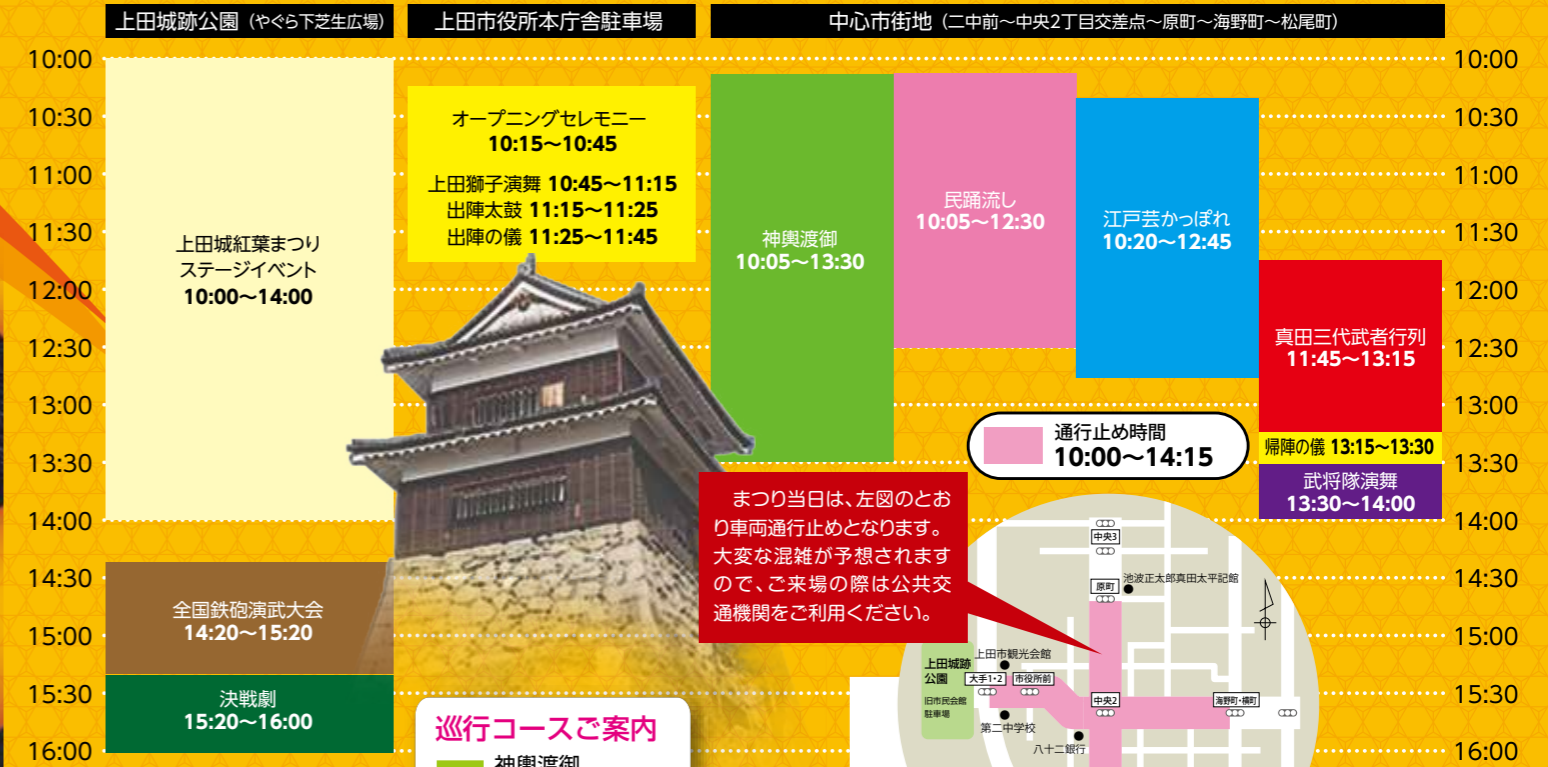 上田城跡公園（やぐら下芝生広場）
上田市役所本庁舎駐車場
中心市街地（二中前～中央2丁目交差点～原町～海野町～松尾町）
10:00
10:30
11:00
11:30
12:00
12:30
13:00
13:30
14:00
14:30
15:00
15:30
16:00
上田城紅葉まつり
ステージイベント
10:00～14:00
全国鉄砲演武大会
14:20～15:20
決戦劇
15:20～16:00
オープニングセレモニー
10:15～10:45
上田獅子演舞 10:45～11:15
出陣太鼓 11:15～11:25
出陣の儀 11:25～11:45
神輿渡御
10:05～13:30
民踊流し
10:05～12:30
江戸芸かっぽれ
10:20～12:45
真田三代武者行列
11:45～13:15
帰陣の儀 13:15～13:30
武将隊演舞
13:30～14:00
10:00
10:30
11:00
11:30
12:00
12:30
13:00
13:30
14:00
14:30
15:00
15:30
16:00
通行止め時間
10:00～14:15
まつり当日は、左図のとお
り車両通行止めとなります。
大変な混雑が予想されます
ので、ご来場の際は公共交
通機関をご利用ください。
中央3
原町
池波正太郎真田太平記館
上田市観光会館
上田城跡
公園
大手1・2
市役所前
旧市民会館
駐車場
中央2
海野町・横町
第二中学校
八十二銀行
巡行コースご案内
神輿渡御